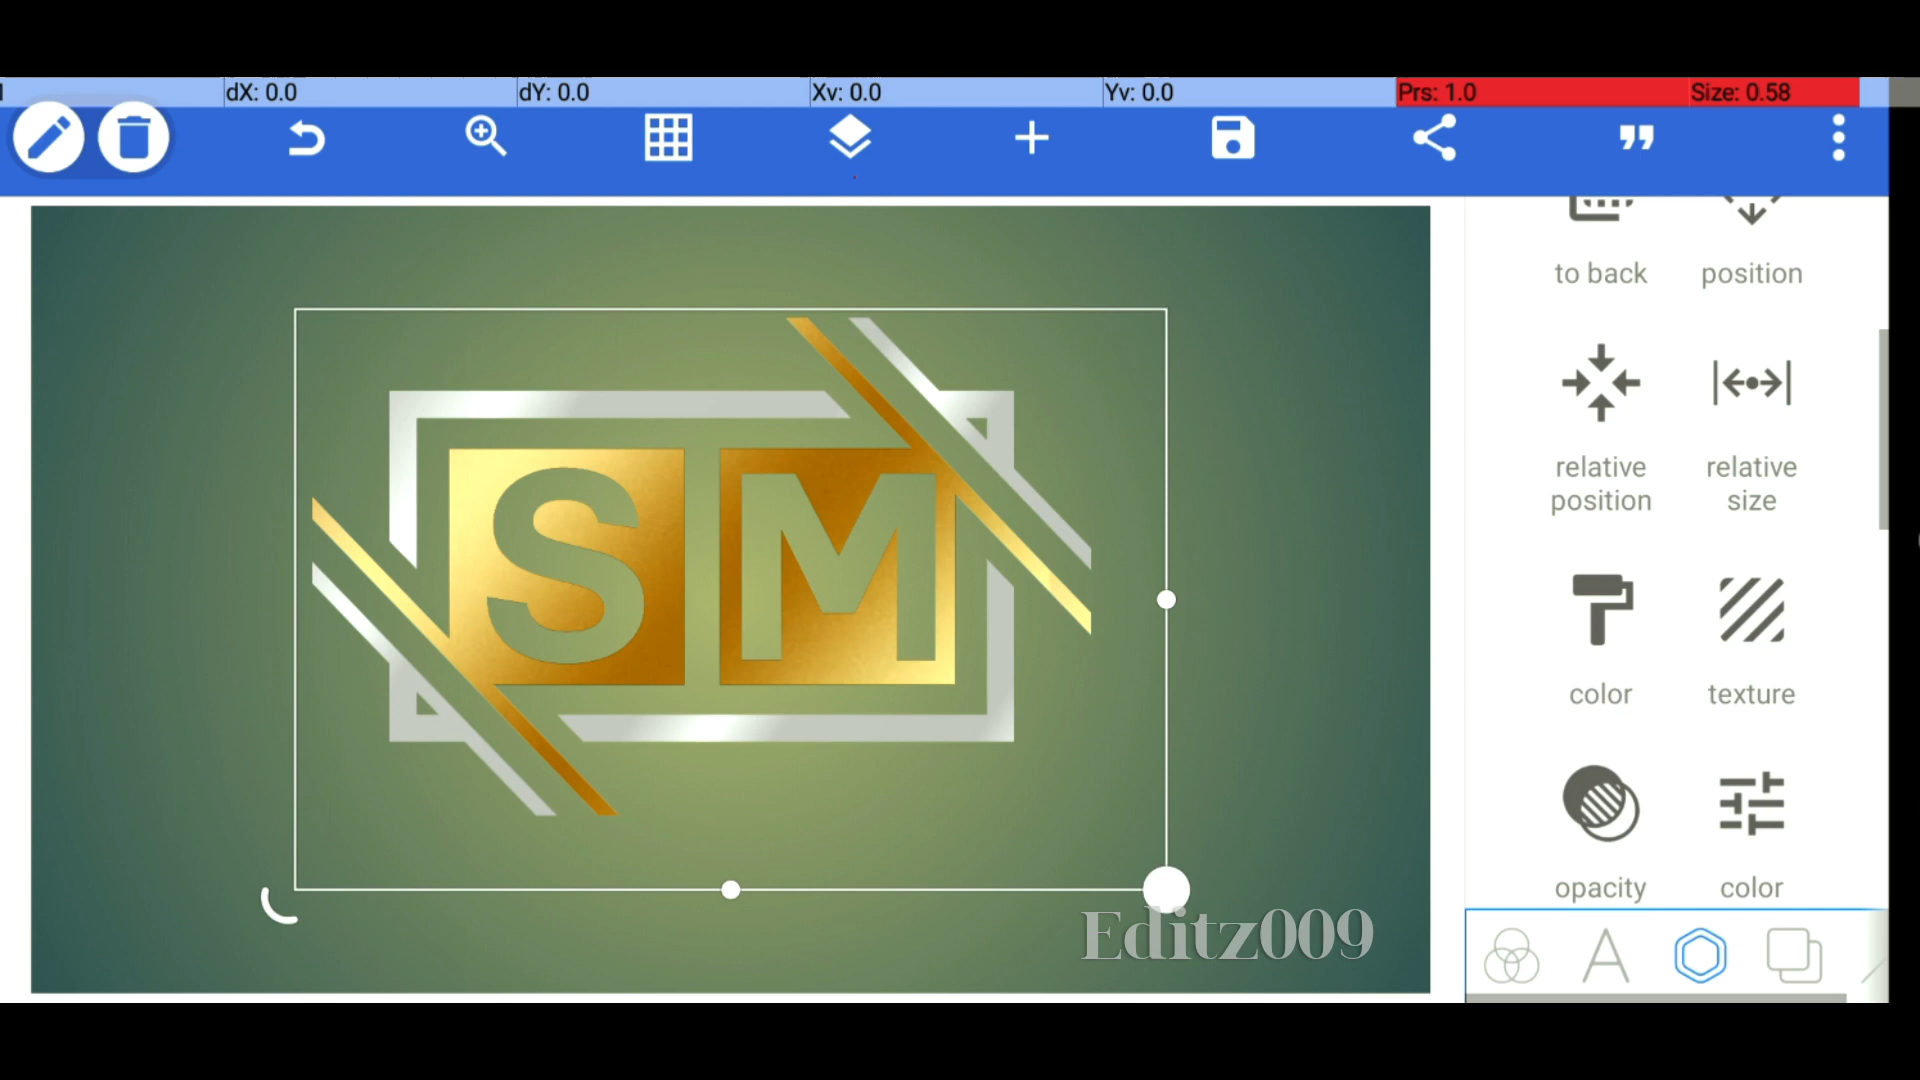 dX: 0.0
dY: 0.0
Xv: 0.0
Yv: 0.0
Prs: 1.0
Size: 0.58
to back
position
relative
position
relative
size
color
texture
opacity
color
SM
Editz009